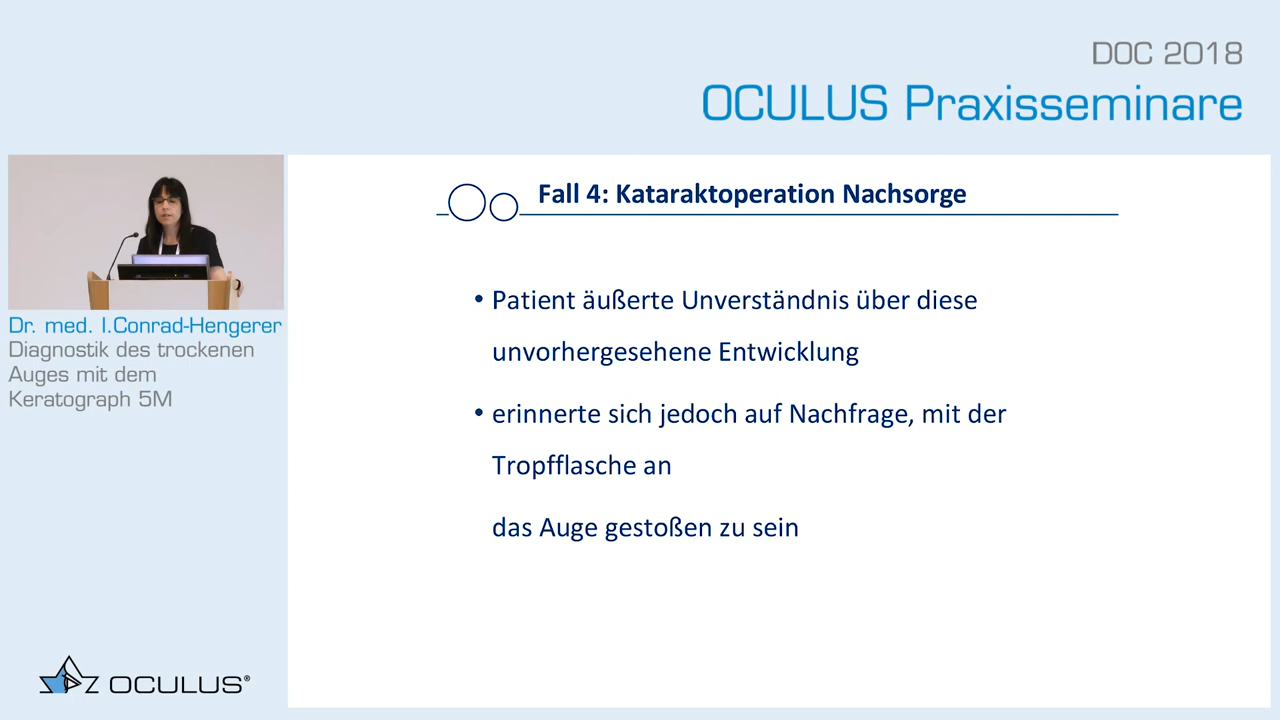 DOC 2018
OCULUS Praxisseminare
Dr. med. I.Conrad-Hengerer
Diagnostik des trockenen
Auges mit dem
Keratograph 5M
Fall 4: Kataraktoperation Nachsorge
• Patient äußerte Unverständnis über diese
unvorhergesehene Entwicklung
• erinnerte sich jedoch auf Nachfrage, mit der
Tropfflasche an
das Auge gestoßen zu sein
OCULUS®